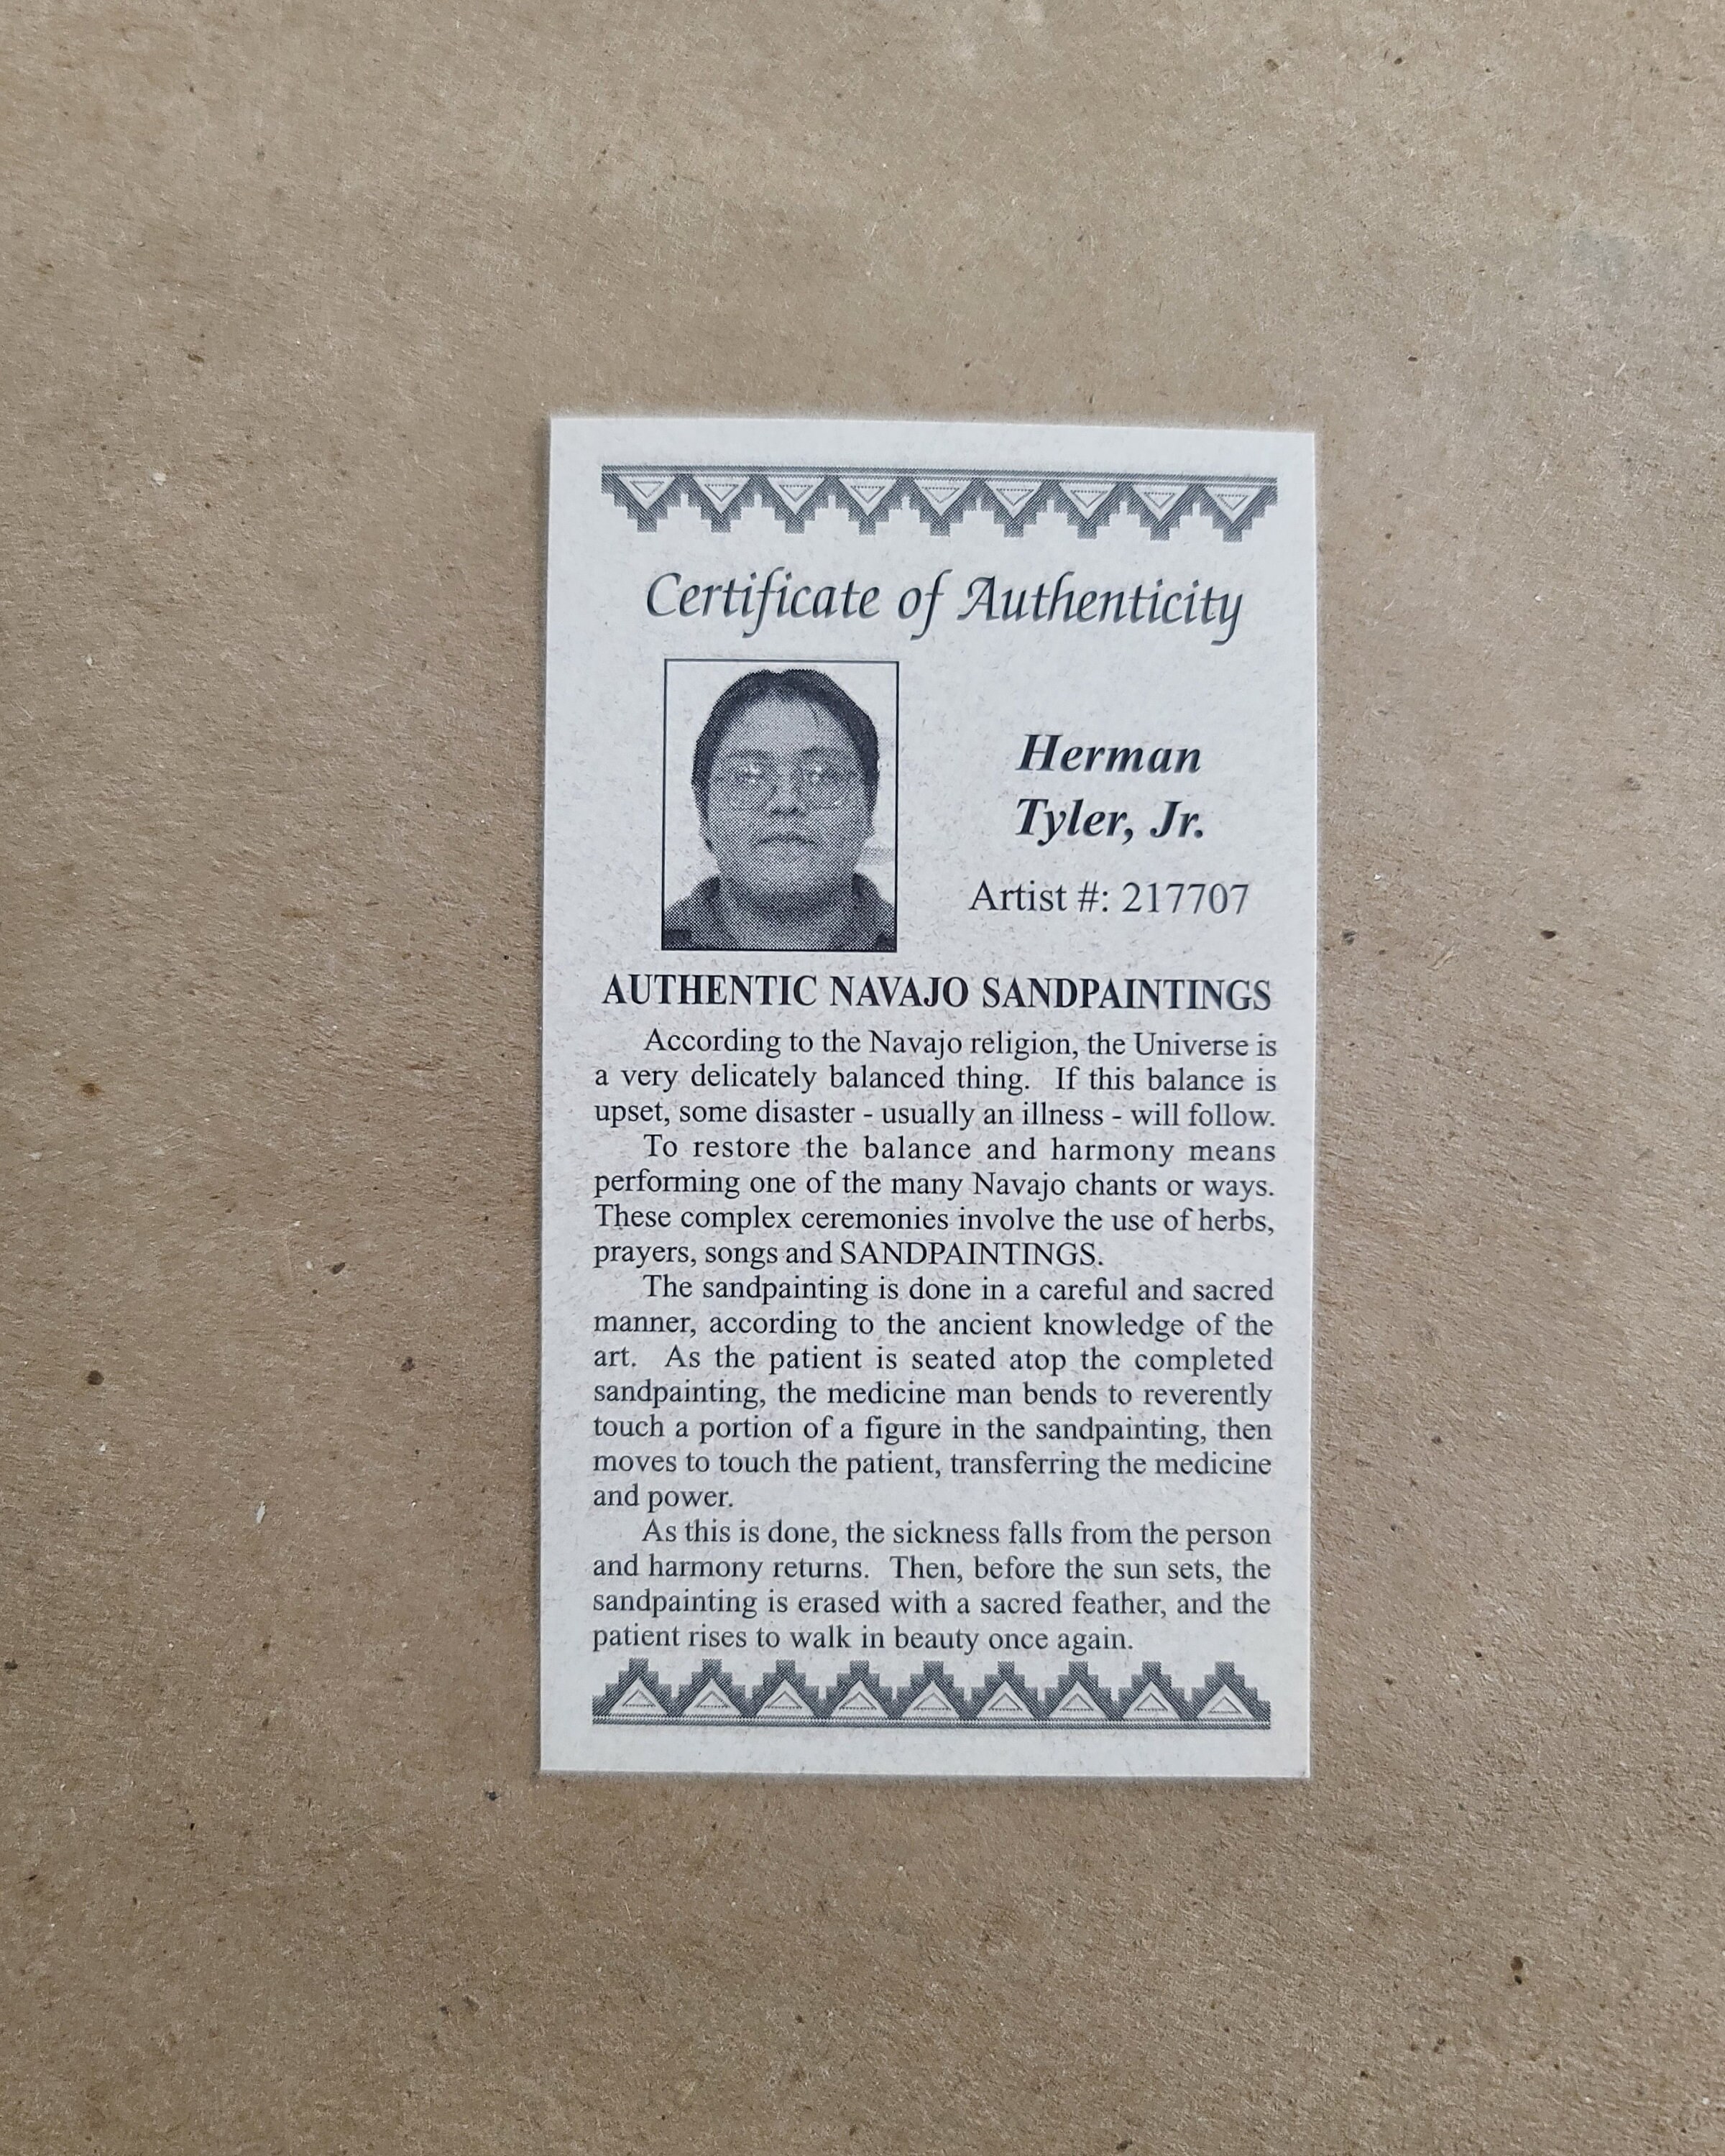 Certificate of Authenticity
Herman
Tyler, Jr.
Artist #: 217707
AUTHENTIC NAVAJO SANDPAINTINGS
According to the Navajo religion, the Universe is
a very delicately balanced thing. If this balance is
upset, some disaster - usually an illness - will follow.
To restore the balance and harmony means
performing one of the many Navajo chants or ways.
These complex ceremonies involve the use of herbs,
prayers, songs and SANDPAINTINGS.
The sandpainting is done in a careful and sacred
manner, according to the ancient knowledge of the
art. As the patient is seated atop the completed
sandpainting, the medicine man bends to reverently
touch a portion of a figure in the sandpainting, then
moves to touch the patient, transferring the medicine
and power.
As this is done, the sickness falls from the person
and harmony returns. Then, before the sun sets, the
sandpainting is erased with a sacred feather, and the
patient rises to walk in beauty once again.